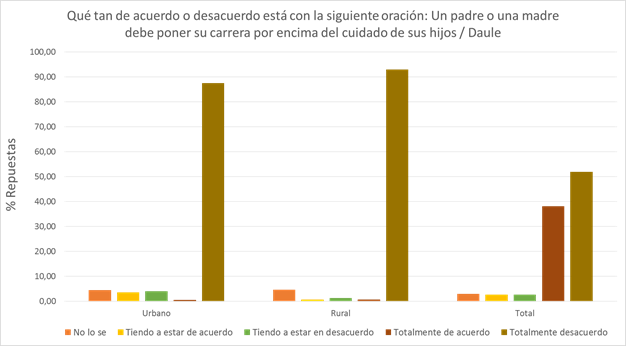 Qué tan de acuerdo o desacuerdo está con la siguiente oración: Un padre o una madre
debe poner su carrera por encima del cuidado de sus hijos / Daule
% Repuestas
100,00
90,00
80,00
70,00
60,00
50,00
40,00
30,00
20,00
10,00
0,00
Urbano Rural Total
No lo se Tiendo a estar de acuerdo Tiendo a estar en desacuerdo Totalmente de acuerdo Totalmente desacuerdo